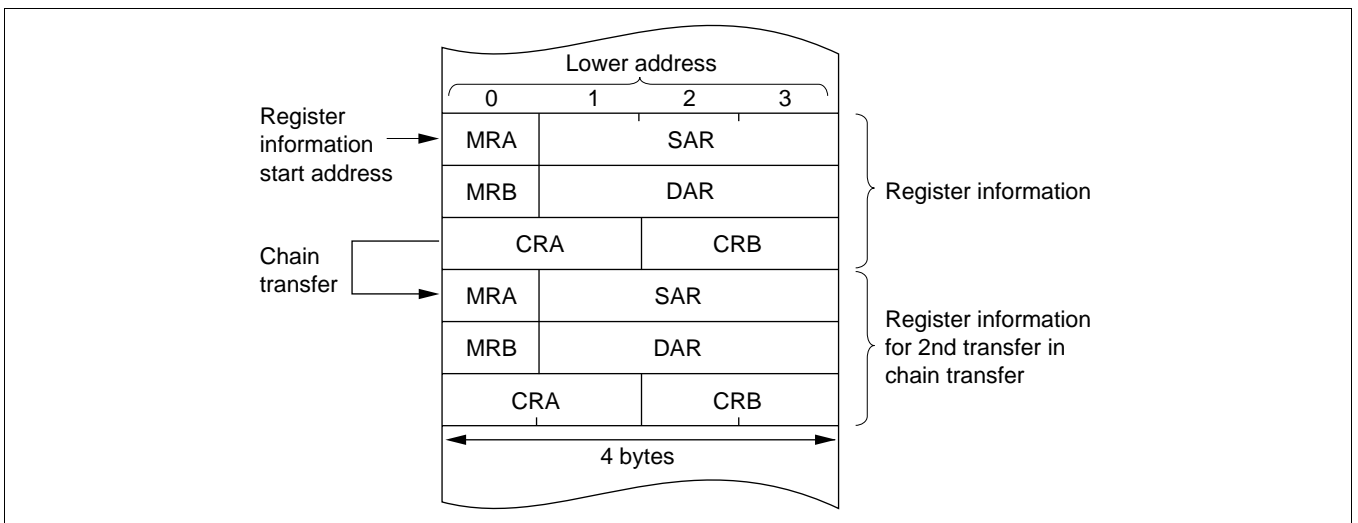 Lower address
0 1 2 3
Register
information
start address
MRA SAR
MRB DAR
Register information
CRA CRB
Chain
transfer
MRA SAR
MRB DAR
Register information
for 2nd transfer in
chain transfer
CRA CRB
4 bytes